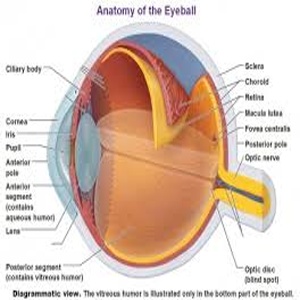 Anatomy of the Eyeball
Ciliary body
Cornea
Iris
Pupil
Anterior
pole
Anterior
segment
(contains
aqueous humor)
Lens
Posterior segment
(contains vitreous humor)
Sclera
Choroid
Retina
Macula lutea
Fovea centralis
Posterior pole
Optic nerve
Optic disc
(blind spot)
Diagrammatic view. The vitreous humor is illustrated only in the bottom part of the eyeball.